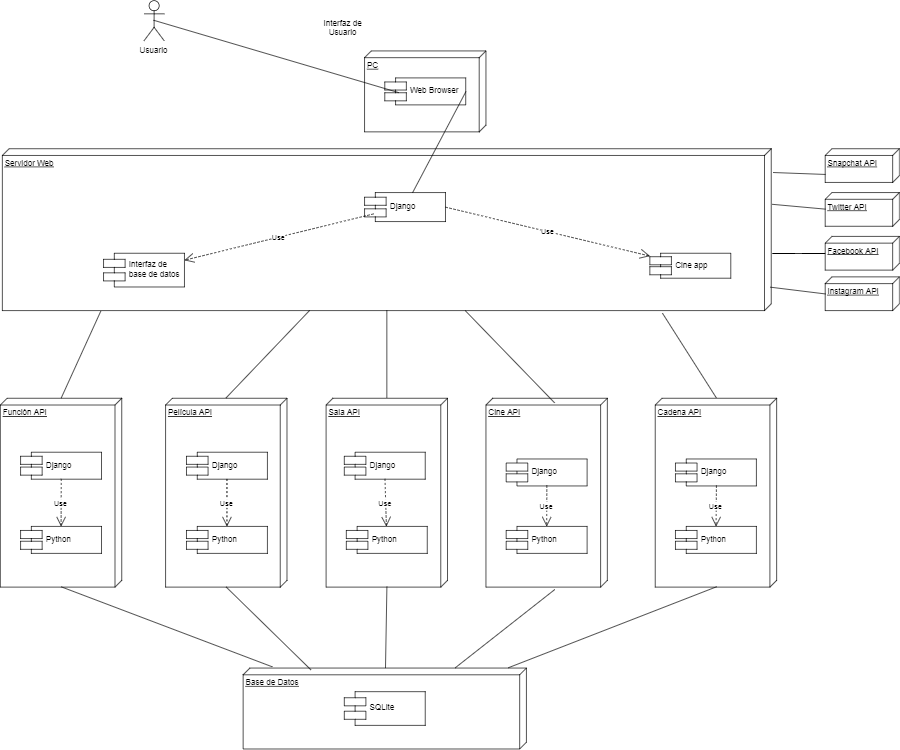 Interfaz de
Usuario
Usuario
PC
Web Browser
Servidor Web
Snapchat API
Django
Twitter API
Use
Use
Facebook API
Interfaz de
base de datos
Cine app
Instagram API
Función API
Película API
Sala API
Cine API
Cadena API
Django
Django
Django
Django
Django
Use
Use
Use
Use
Use
Python
Python
Python
Python
Python
Base de Datos
SQLite